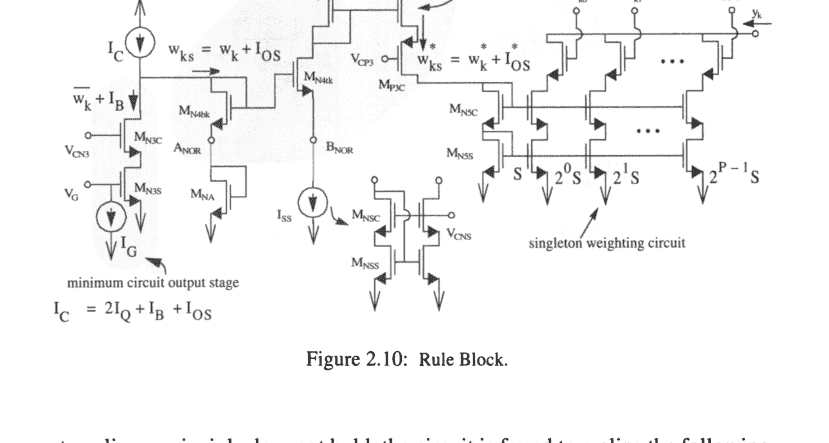 y_k
I_C
w_ks = w_k + I_OS
V_CP3
w*_ks = w*_k + I*_OS
M_N4tk
M_P3C
w̅_k + I_B
M_N4bk
M_N5C
V_CN3
M_N3C
A_NOR
B_NOR
M_N5S
V_G
M_N3S
M_NA
S 2^0S 2^1S 2^{P-1}S
I_SS
M_NSC
V_CNS
I_G
singleton weighting circuit
M_NSS
minimum circuit output stage
I_C = 2I_Q + I_B + I_OS
Figure 2.10: Rule Block.